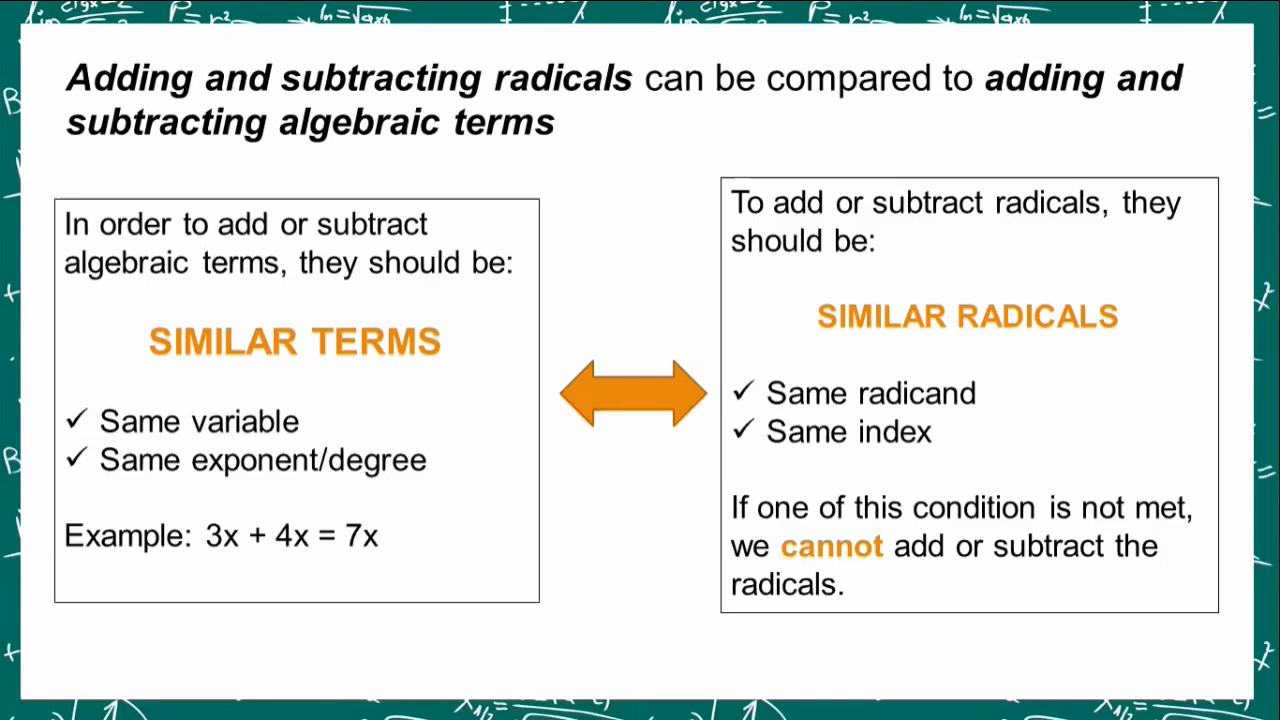 Adding and subtracting radicals can be compared to adding and
subtracting algebraic terms
In order to add or subtract
algebraic terms, they should be:
SIMILAR TERMS
✓ Same variable
✓ Same exponent/degree
Example: 3x + 4x = 7x
To add or subtract radicals, they
should be:
SIMILAR RADICALS
✓ Same radicand
✓ Same index
If one of this condition is not met,
we cannot add or subtract the
radicals.